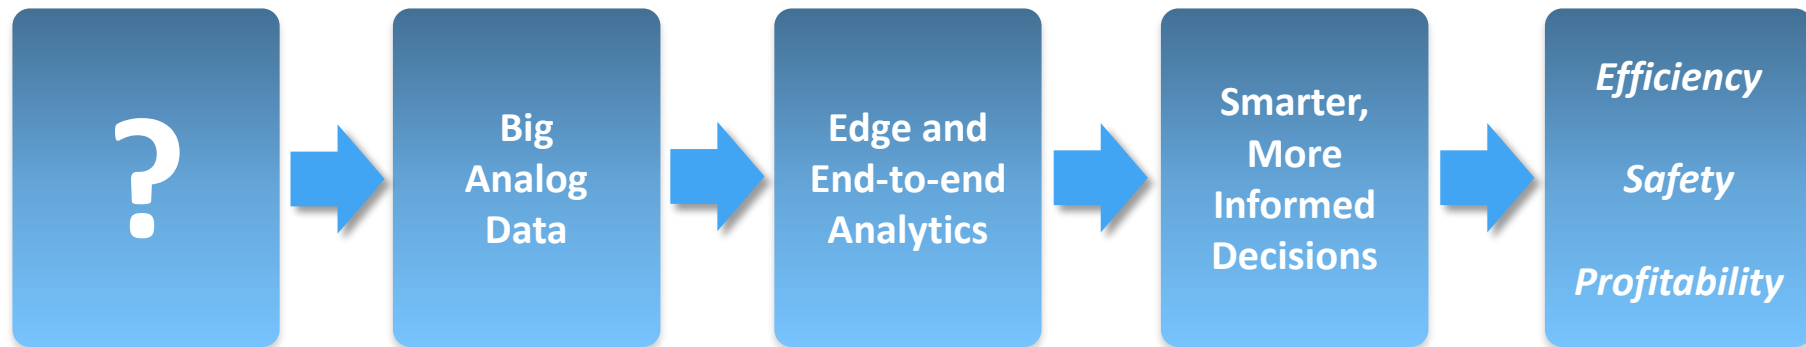 ?
Big
Analog
Data
Edge and
End-to-end
Analytics
Smarter,
More
Informed
Decisions
Efficiency
Safety
Profitability